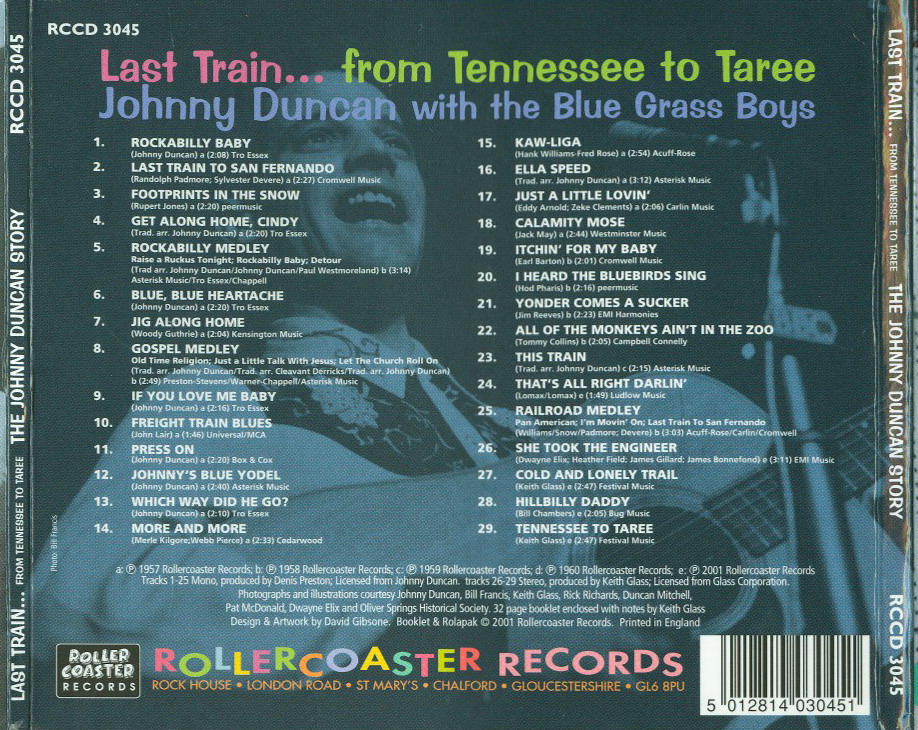 RCCD 3045
Last Train... from Tennessee to Taree
Johnny Duncan with the Blue Grass Boys
1. ROCKABILLY BABY
(Johnny Duncan) a (2:08) Tro Essex
2. LAST TRAIN TO SAN FERNANDO
(Randolph Padmore; Sylvester Devere) a (2:27) Cromwell Music
3. FOOTPRINTS IN THE SNOW
(Rupert Jones) a (2:20) peermusic
4. GET ALONG HOME, CINDY
(Trad. arr. Johnny Duncan) a (2:20) Tro Essex
5. ROCKABILLY MEDLEY
Raise a Ruckus Tonight; Rockabilly Baby; Detour
(Trad arr. Johnny Duncan/Johnny Duncan/Paul Westmoreland) b (3:14)
Asterisk Music/Tro Essex/Chappell
6. BLUE, BLUE HEARTACHE
(Johnny Duncan) a (2:20) Tro Essex
7. JIG ALONG HOME
(Woody Guthrie) a (2:04) Kensington Music
8. GOSPEL MEDLEY
Old Time Religion; Just a Little Talk With Jesus; Let The Church Roll On
(Trad. arr. Johnny Duncan/Trad. arr. Cleavant Derricks/Trad. arr. Johnny Duncan)
b (2:49) Preston-Stevens/Warner-Chappell/Asterisk Music
9. IF YOU LOVE ME BABY
(Johnny Duncan) a (2:16) Tro Essex
10. FREIGHT TRAIN BLUES
(John Lair) a (1:46) Universal/MCA
11. PRESS ON
(Johnny Duncan) a (2:20) Box & Cox
12. JOHNNY'S BLUE YODEL
(Johnny Duncan) a (2:40) Asterisk Music
13. WHICH WAY DID HE GO?
(Johnny Duncan) a (2:10) Tro Essex
14. MORE AND MORE
(Merle Kilgore;Webb Pierce) a (2:33) Cedarwood
15. KAW-LIGA
(Hank Williams-Fred Rose) a (2:54) Acuff-Rose
16. ELLA SPEED
(Trad. arr. Johnny Duncan) a (3:12) Asterisk Music
17. JUST A LITTLE LOVIN'
(Eddy Arnold; Zeke Clements) a (2:06) Carlin Music
18. CALAMITY MOSE
(Jack May) a (2:44) Westminster Music
19. ITCHIN' FOR MY BABY
(Earl Barton) b (2:01) Cromwell Music
20. I HEARD THE BLUEBIRDS SING
(Hod Pharis) b (2:16) peermusic
21. YONDER COMES A SUCKER
(Jim Reeves) b (2:23) EMI Harmonies
22. ALL OF THE MONKEYS AIN'T IN THE ZOO
(Tommy Collins) b (2:05) Campbell Connelly
23. THIS TRAIN
(Trad. arr. Johnny Duncan) c (2:15) Asterisk Music
24. THAT'S ALL RIGHT DARLIN'
(Lomax/Lomax) e (1:49) Ludlow Music
25. RAILROAD MEDLEY
Pan American; I'm Movin' On; Last Train To San Fernando
(Williams/Snow/Padmore; Devere) b (3:03) Acuff-Rose/Carlin/Cromwell
26. SHE TOOK THE ENGINEER
(Dwayne Elix; Heather Field; James Gillard; James Bonnefond) e (3:11) EMI Music
27. COLD AND LONELY TRAIL
(Keith Glass) e (2:47) Festival Music
28. HILLBILLY DADDY
(Bill Chambers) e (2:05) Bug Music
29. TENNESSEE TO TAREE
(Keith Glass) e (2:47) Festival Music
a: ℗ 1957 Rollercoaster Records; b: ℗ 1958 Rollercoaster Records; c: ℗ 1959 Rollercoaster Records; d: ℗ 1960 Rollercoaster Records; e: ℗ 2001 Rollercoaster Records
Tracks 1-25 Mono, produced by Denis Preston; Licensed from Johnny Duncan. tracks 26-29 Stereo, produced by Keith Glass; Licensed from Glass Corporation.
Photographs and illustrations courtesy Johnny Duncan, Bill Francis, Keith Glass, Rick Richards, Duncan Mitchell,
Pat McDonald, Dwayne Elix and Oliver Springs Historical Society. 32 page booklet enclosed with notes by Keith Glass
Design & Artwork by David Gibsone. Booklet & Rolapak © 2001 Rollercoaster Records. Printed in England
Photo: Bill Francis
ROLLER COASTER RECORDS
ROLLERCOASTER RECORDS
ROCK HOUSE • LONDON ROAD • ST MARY'S • CHALFORD • GLOUCESTERSHIRE • GL6 8PU
5 012814 030451
LAST TRAIN... FROM TENNESSEE TO TAREE THE JOHNNY DUNCAN STORY RCCD 3045
LAST TRAIN... FROM TENNESSEE TO TAREE THE JOHNNY DUNCAN STORY RCCD 3045